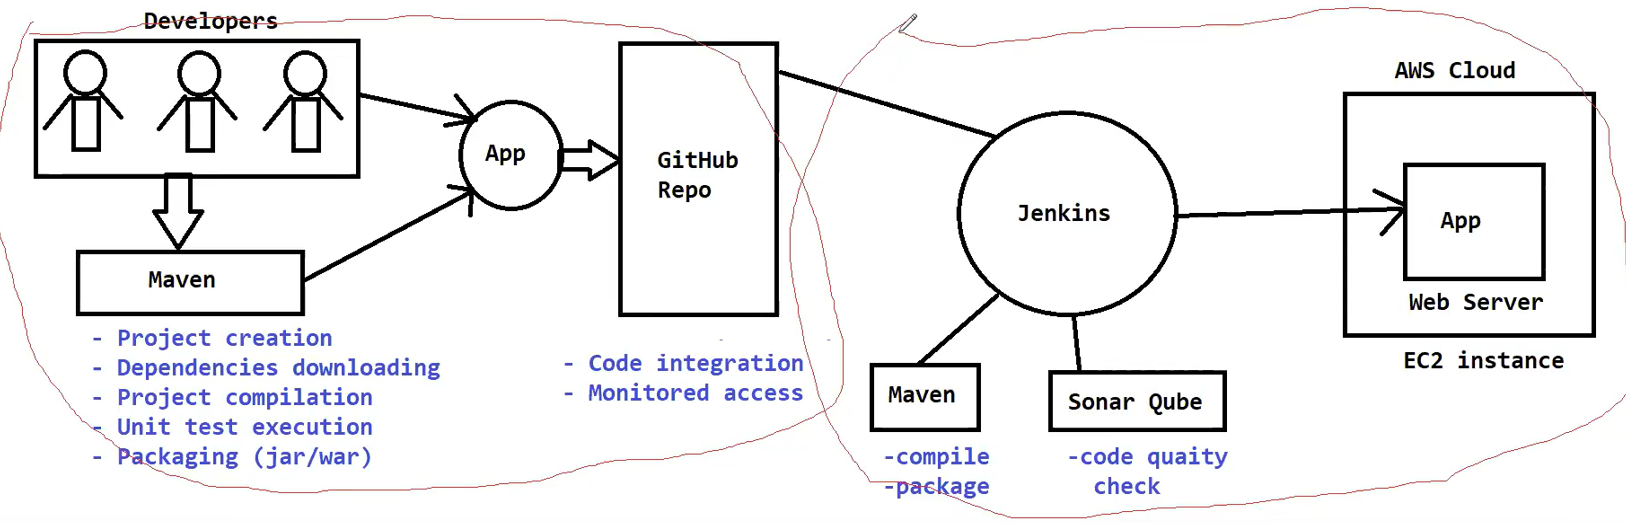 Developers
App
Maven
- Project creation
- Dependencies downloading
- Project compilation
- Unit test execution
- Packaging (jar/war)
GitHub
Repo
- Code integration
- Monitored access
Jenkins
Maven
-compile
-package
Sonar Qube
-code quaity
check
AWS Cloud
App
Web Server
EC2 instance